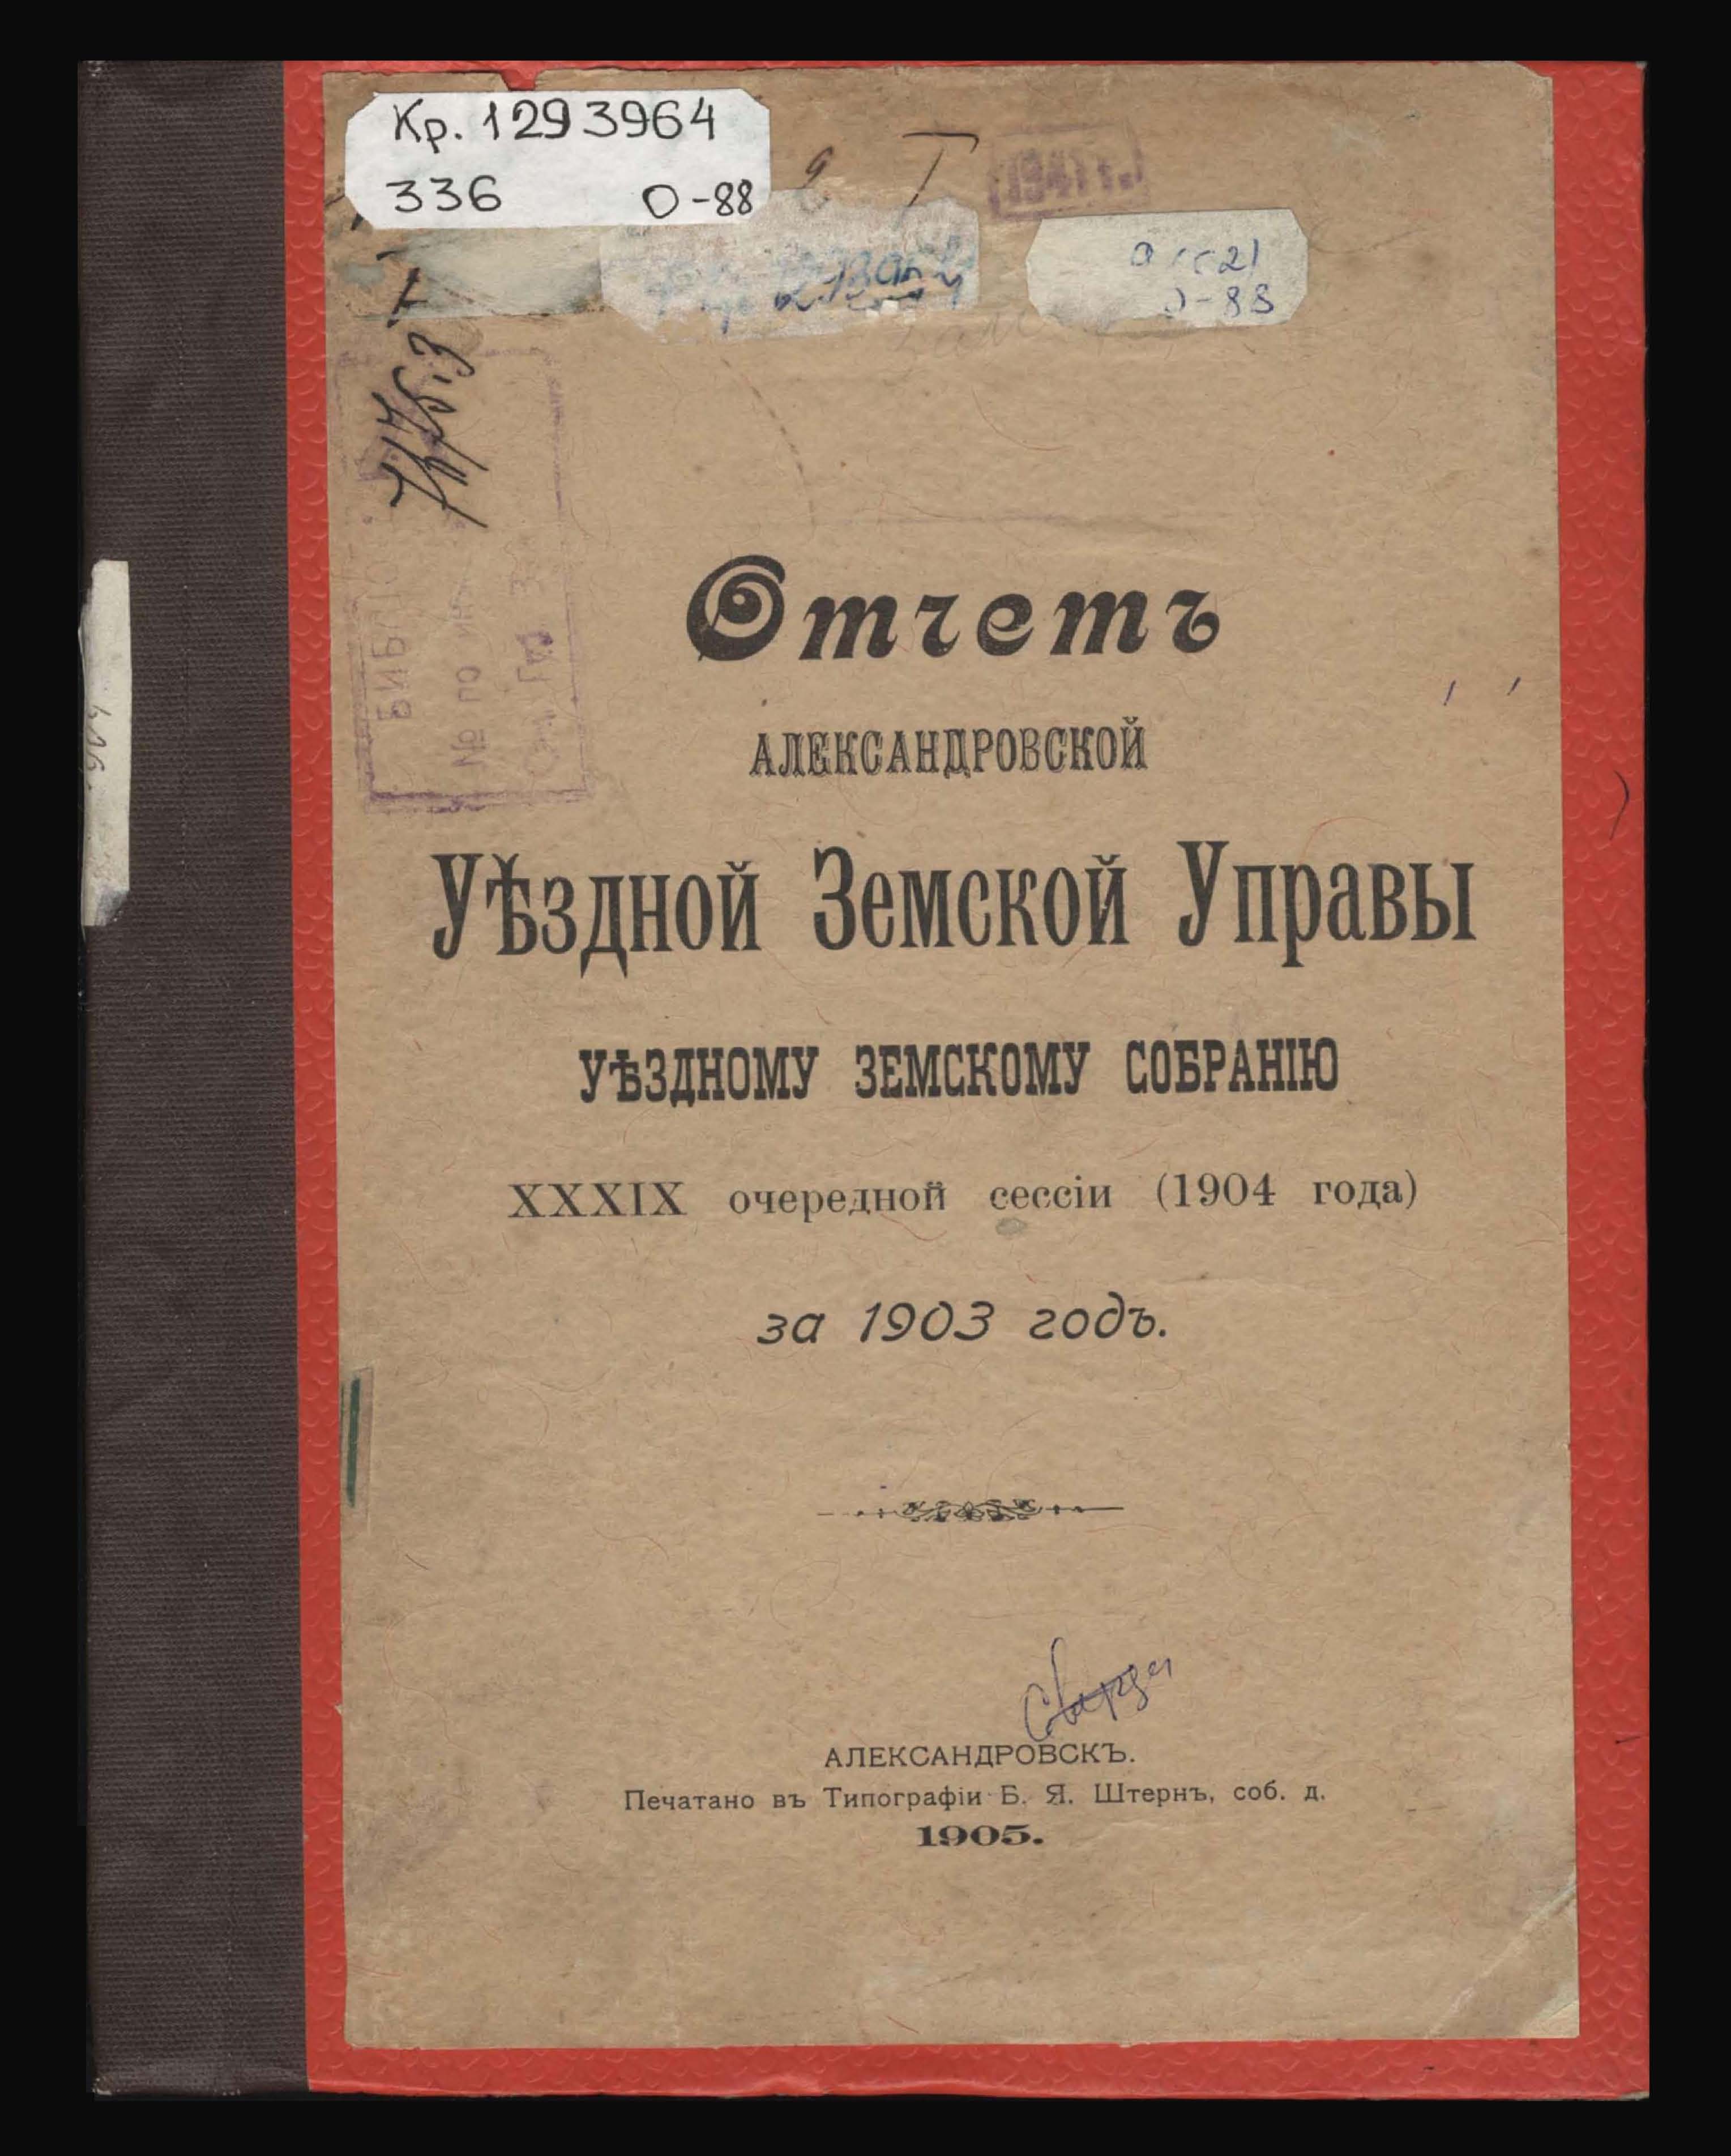 Кр. 1293964
336 О-88
1941 г.
О-88
Отчетъ
АЛЕКСАНДРОВСКОЙ
Уѣздной Земской Управы
УѢЗДНОМУ ЗЕМСКОМУ СОБРАНІЮ
XXXIX очередной сессіи (1904 года)
за 1903 годъ.
АЛЕКСАНДРОВСКЪ.
Печатано въ Типографіи Б. Я. Штернъ, соб. д.
1905.